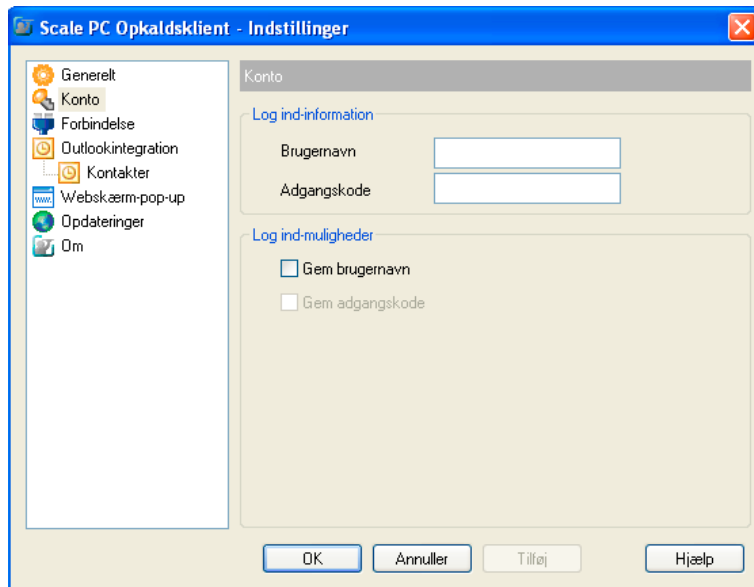 Scale PC Opkaldsklient - Indstillinger
Generelt
Konto
Forbindelse
Outlookintegration
Kontakter
Webskærm-pop-up
Opdateringer
Om
Konto
Log ind-information
Brugernavn
Adgangskode
Log ind-muligheder
Gem brugernavn
Gem adgangskode
OK Annuller Tilføj Hjælp